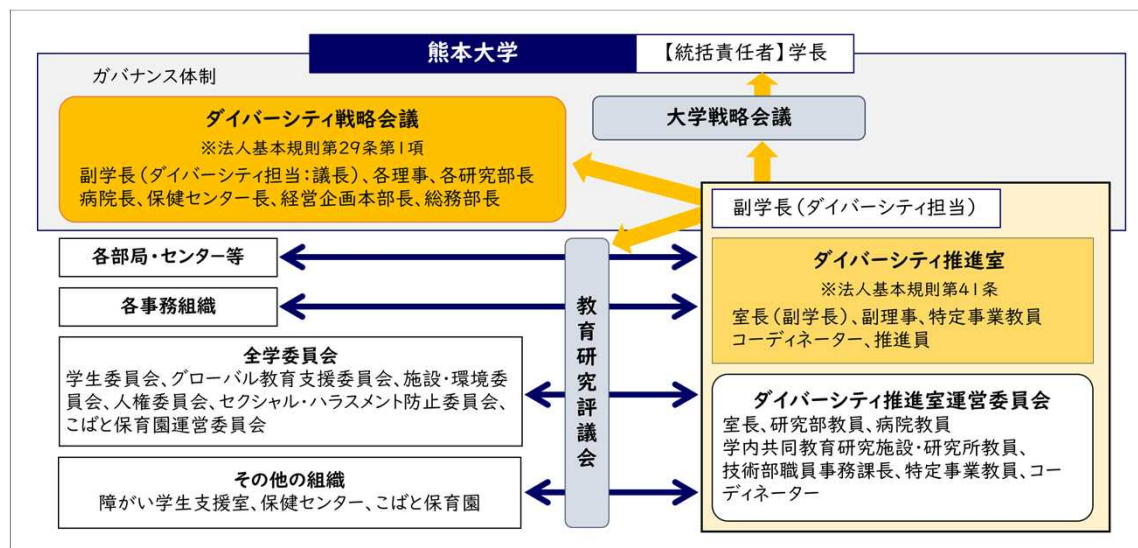 熊本大学
【統括責任者】学長
ガバナンス体制
ダイバーシティ戦略会議
※法人基本規則第29条第1項
副学長(ダイバーシティ担当:議長)、各理事、各研究部長
病院長、保健センター長、経営企画本部長、総務部長
大学戦略会議
副学長(ダイバーシティ担当)
各部局・センター等
各事務組織
全学委員会
学生委員会、グローバル教育支援委員会、施設・環境委
員会、人権委員会、セクシャル・ハラスメント防止委員会、
こばと保育園運営委員会
その他の組織
障がい学生支援室、保健センター、こばと保育園
教育研究評議会
ダイバーシティ推進室
※法人基本規則第41条
室長(副学長)、副理事、特定事業教員
コーディネーター、推進員
ダイバーシティ推進室運営委員会
室長、研究部教員、病院教員
学内共同教育研究施設・研究所教員、
技術部職員事務課長、特定事業教員、コー
ディネーター